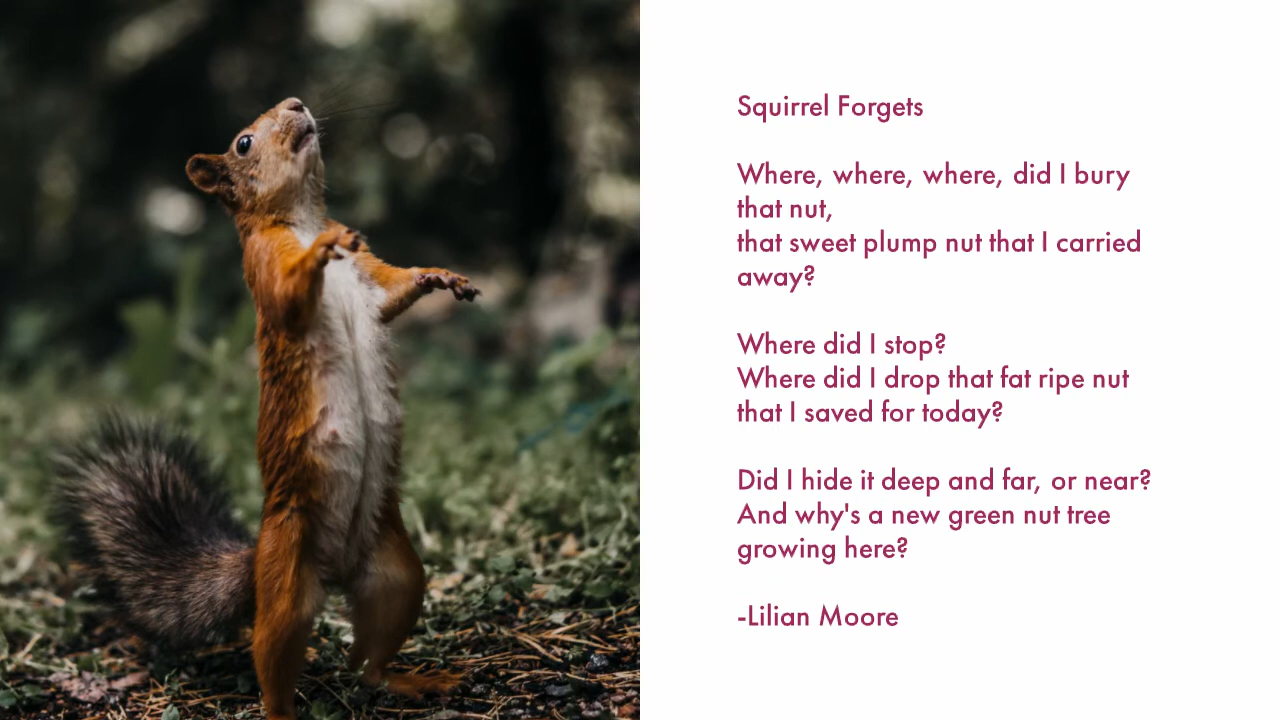 Squirrel Forgets
Where, where, where, did I bury
that nut,
that sweet plump nut that I carried
away?
Where did I stop?
Where did I drop that fat ripe nut
that I saved for today?
Did I hide it deep and far, or near?
And why's a new green nut tree
growing here?
-Lilian Moore